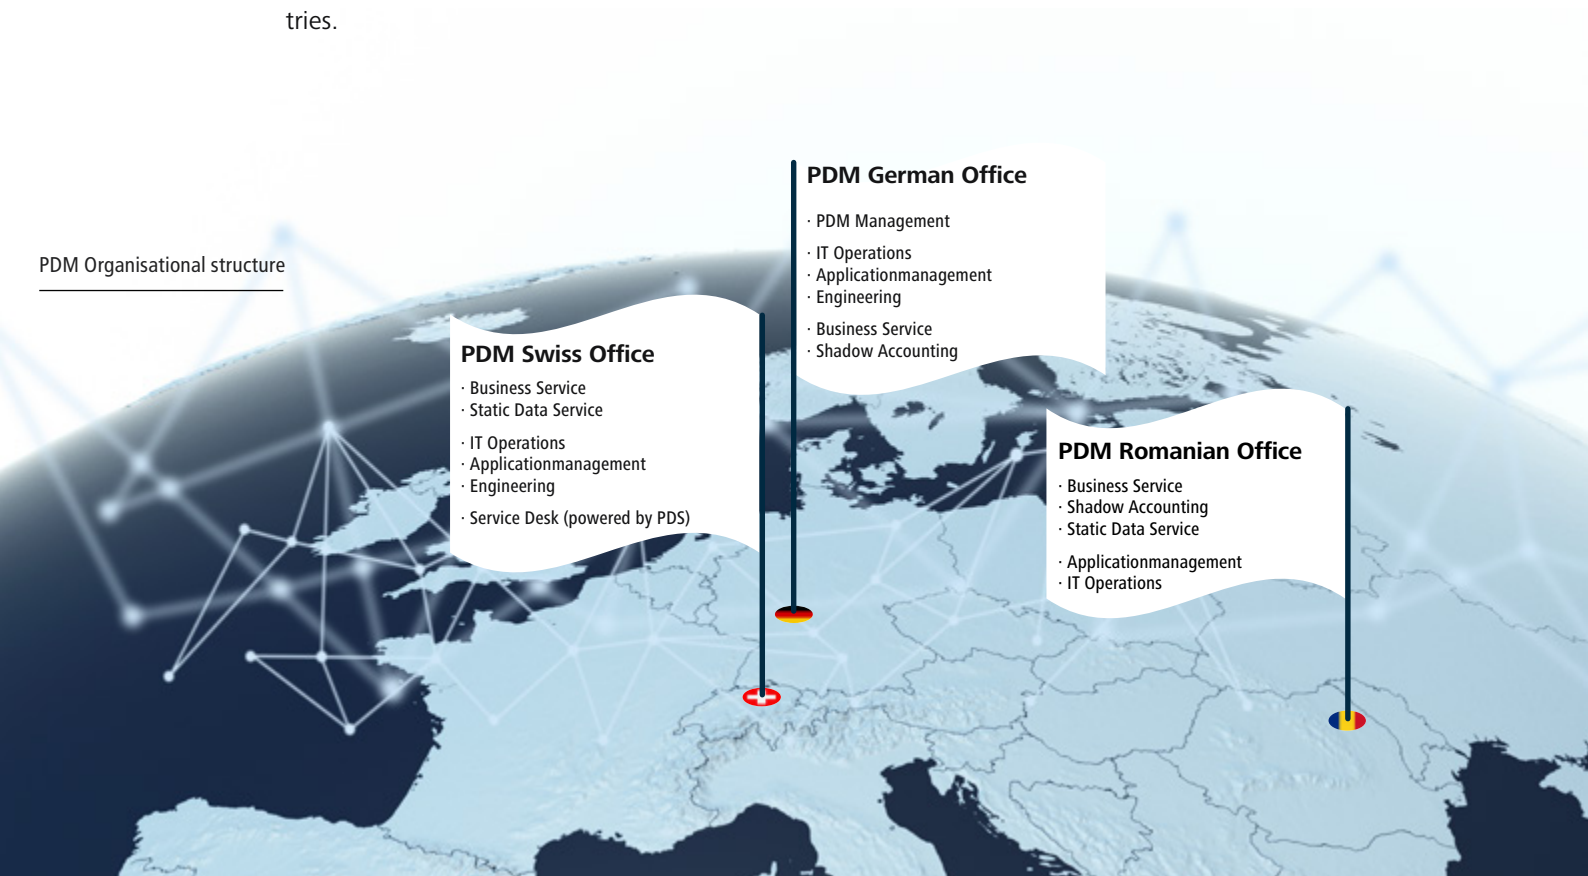 tries.
PDM Organisational structure
PDM German Office
· PDM Management
· IT Operations
· Applicationmanagement
· Engineering
· Business Service
· Shadow Accounting
PDM Swiss Office
· Business Service
· Static Data Service
· IT Operations
· Applicationmanagement
· Engineering
· Service Desk (powered by PDS)
PDM Romanian Office
· Business Service
· Shadow Accounting
· Static Data Service
· Applicationmanagement
· IT Operations